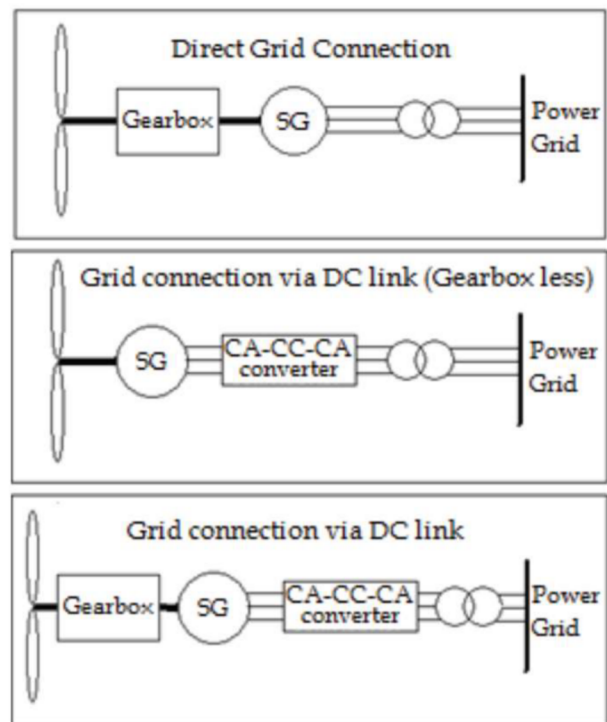 Direct Grid Connection
Gearbox
SG
Power
Grid
Grid connection via DC link (Gearbox less)
SG
CA-CC-CA
converter
Power
Grid
Grid connection via DC link
Gearbox
SG
CA-CC-CA
converter
Power
Grid